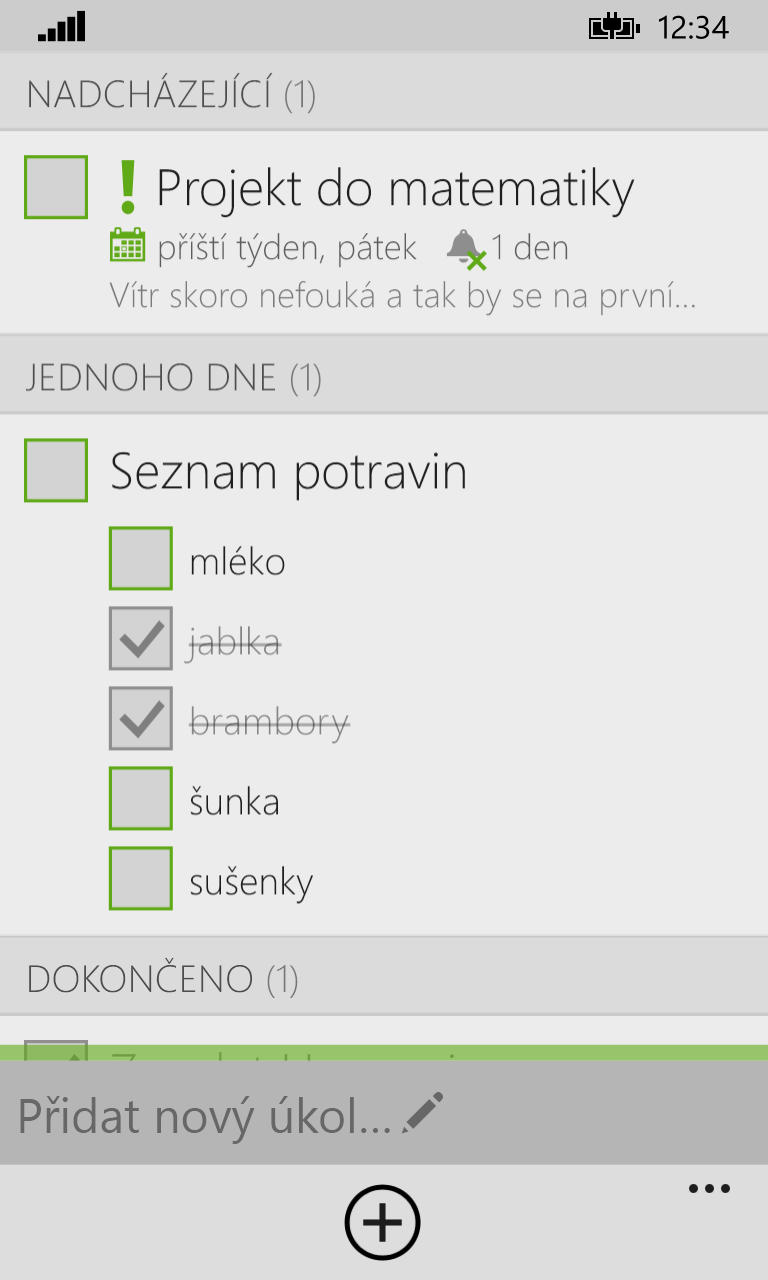 12:34
NADCHÁZEJÍCÍ (1)
! Projekt do matematiky
příští týden, pátek 1 den
Vítr skoro nefouká a tak by se na první...
JEDNOHO DNE (1)
Seznam potravin
mléko
jablka
brambory
šunka
sušenky
DOKONČENO (1)
Přidat nový úkol...